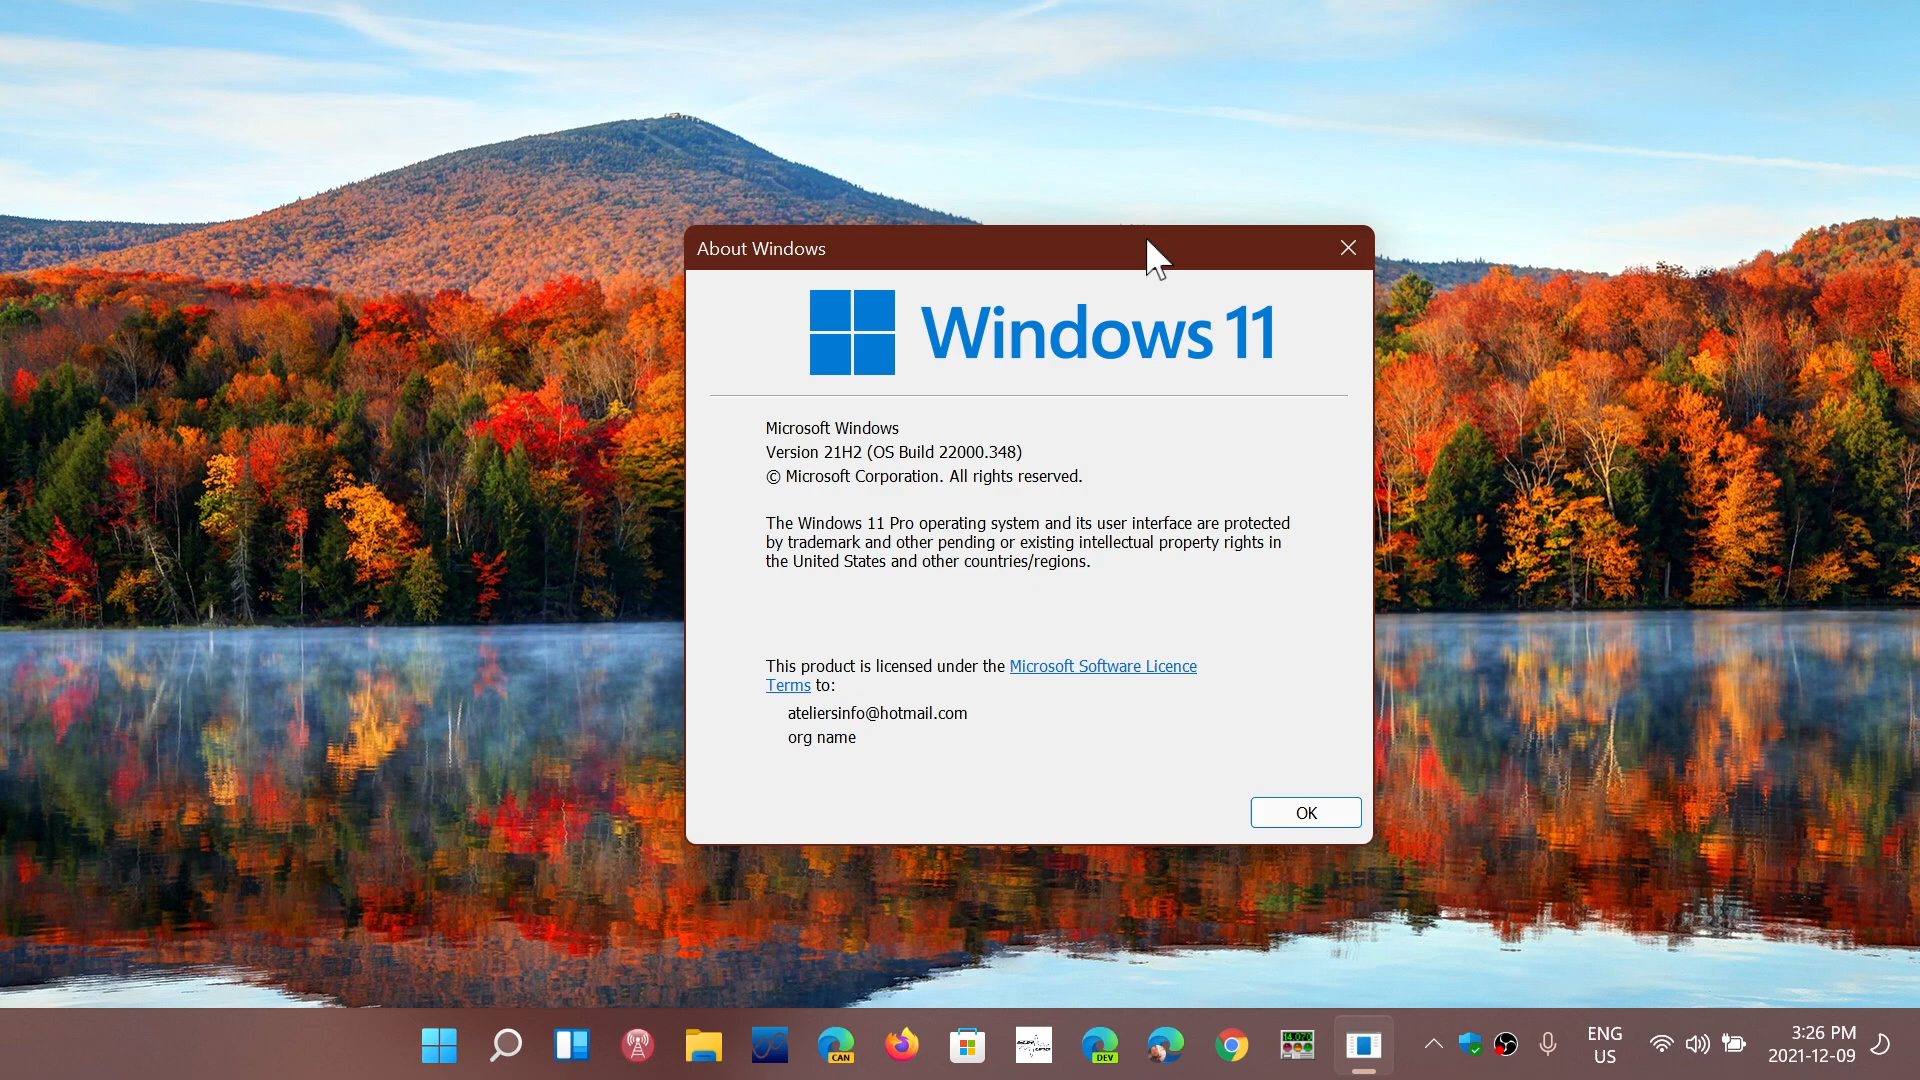 About Windows
Windows 11
Microsoft Windows
Version 21H2 (OS Build 22000.348)
© Microsoft Corporation. All rights reserved.
The Windows 11 Pro operating system and its user interface are protected
by trademark and other pending or existing intellectual property rights in
the United States and other countries/regions.
This product is licensed under the Microsoft Software Licence
Terms to:
ateliersinfo@hotmail.com
org name
OK
CAN
DEV
ENG
US
3:26 PM
2021-12-09